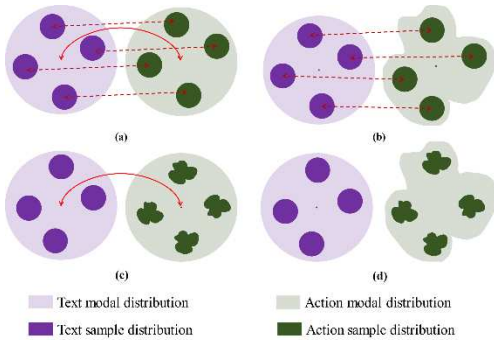 (a)
(b)
(c)
(d)
Text modal distribution
Action modal distribution
Text sample distribution
Action sample distribution